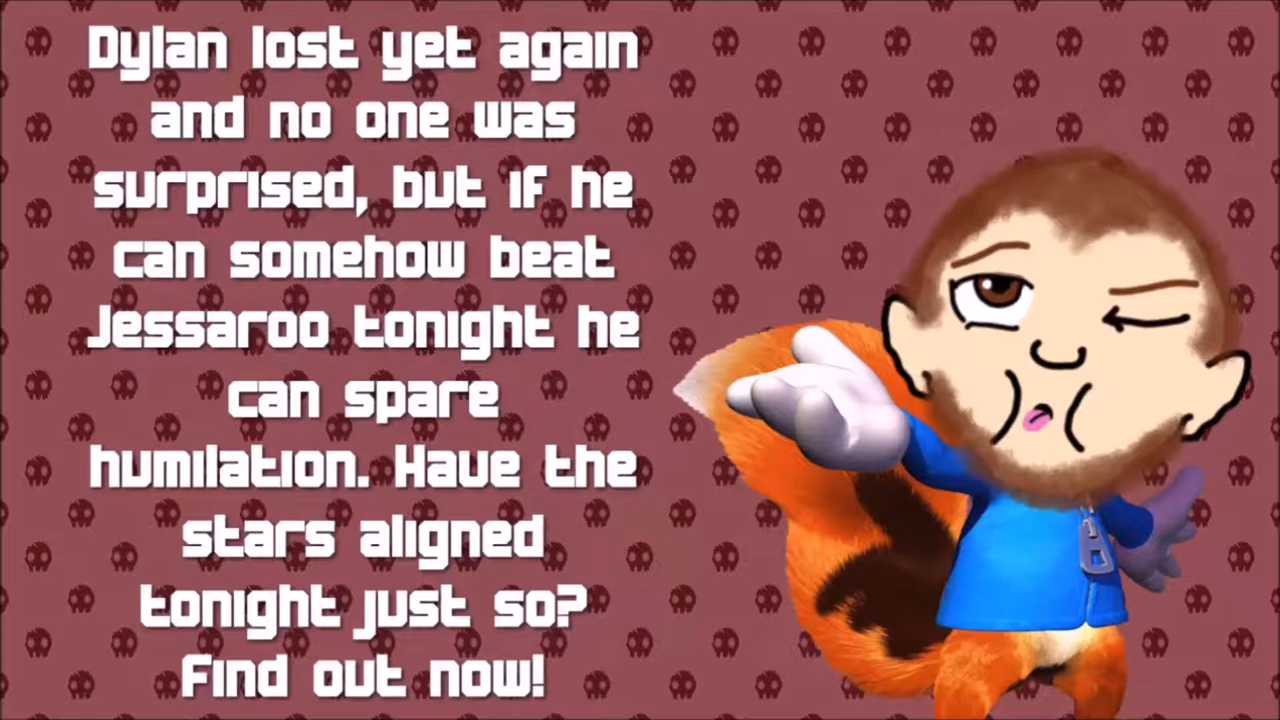 Dylan lost yet again
and no one was
surprised, but if he
can somehow beat
Jessaroo tonight he
can spare
humilation. Have the
stars aligned
tonight just so?
Find out now!